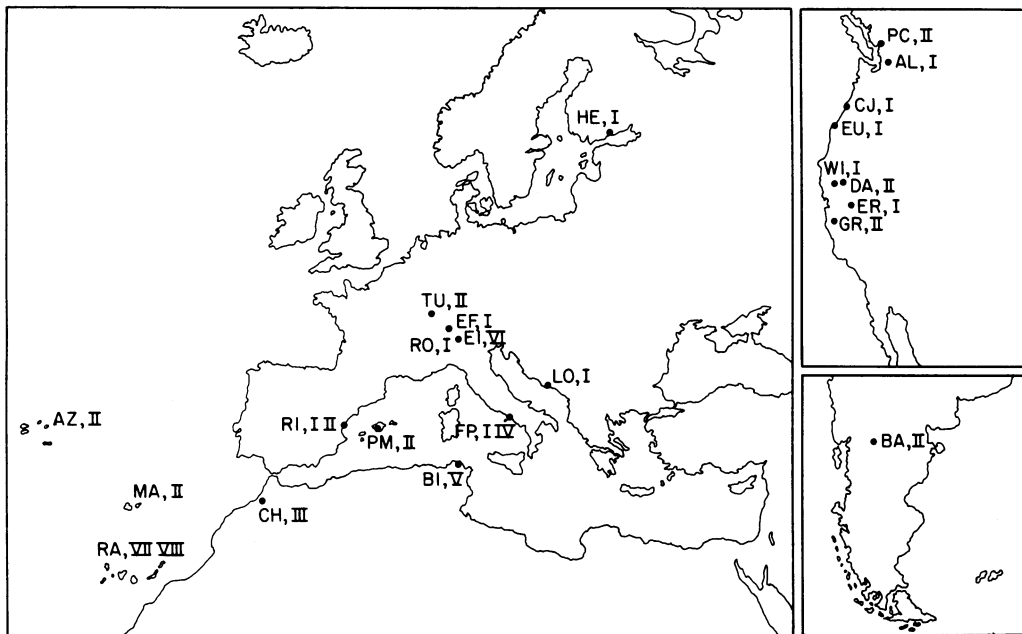 HE, I
TU, II
EF, I
EI, VI
RO, I
LO, I
AZ, II
RI, I II
PM, II
FP, I IV
BI, V
MA, II
CH, III
RA, VII VIII
PC, II
AL, I
CJ, I
EU, I
WI, I
DA, II
ER, I
GR, II
BA, II